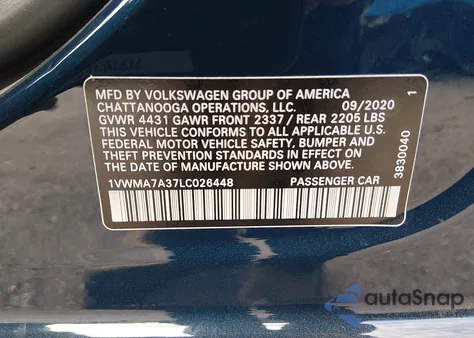 MFD BY VOLKSWAGEN GROUP OF AMERICA
CHATTANOOGA OPERATIONS, LLC. 09/2020
GVWR 4431 GAWR FRONT 2337 / REAR 2205 LBS
THIS VEHICLE CONFORMS TO ALL APPLICABLE U.S.
FEDERAL MOTOR VEHICLE SAFETY, BUMPER AND
THEFT PREVENTION STANDARDS IN EFFECT ON
THE DATE OF MANUFACTURE SHOWN ABOVE.
1VWMA7A37LC026448 PASSENGER CAR
3830040
1
autoSnap